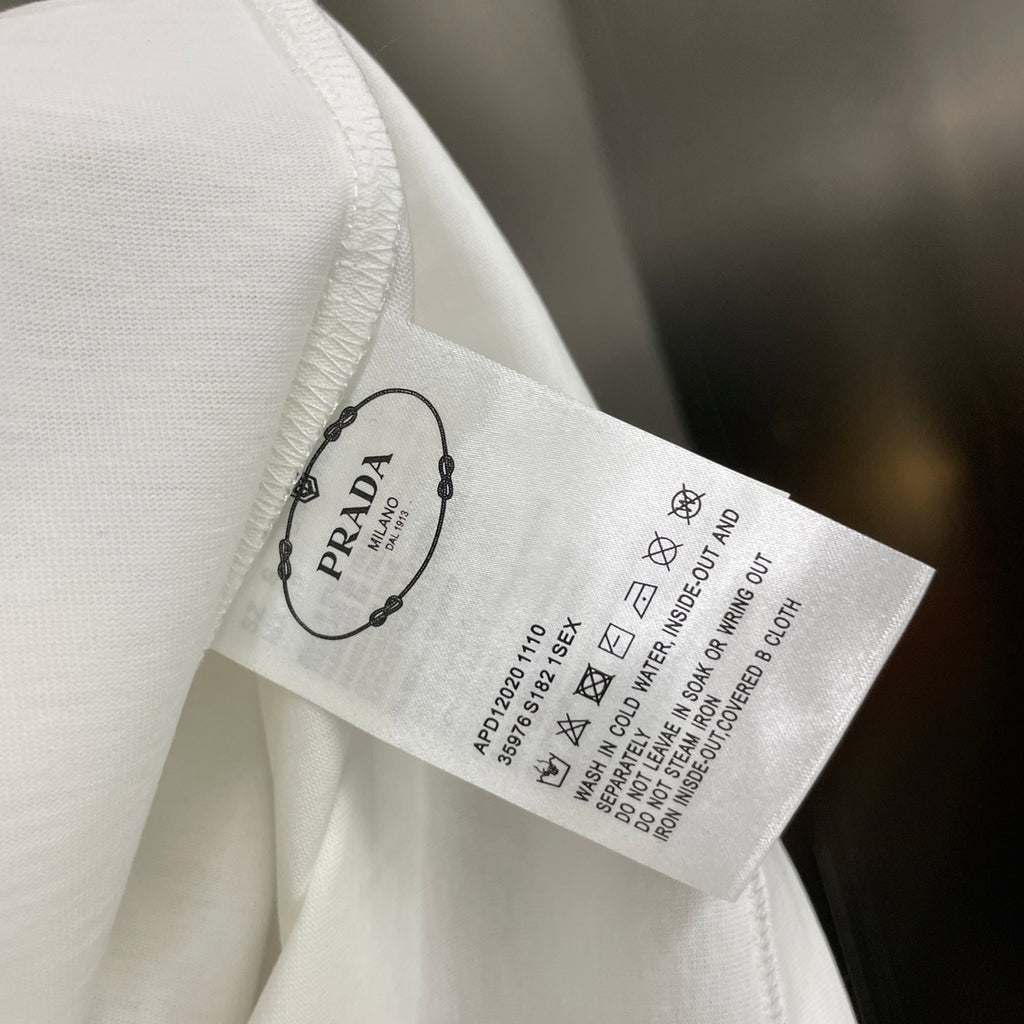 PRADA
MILANO
DAL 1913
APD12020 1110
35976 S182 1SEX
WASH IN COLD WATER, INSIDE-OUT AND
SEPARATELY
DO NOT LEAVAE IN SOAK OR WRING OUT
DO NOT STEAM IRON
IRON INISDE-OUT,COVERED B CLOTH